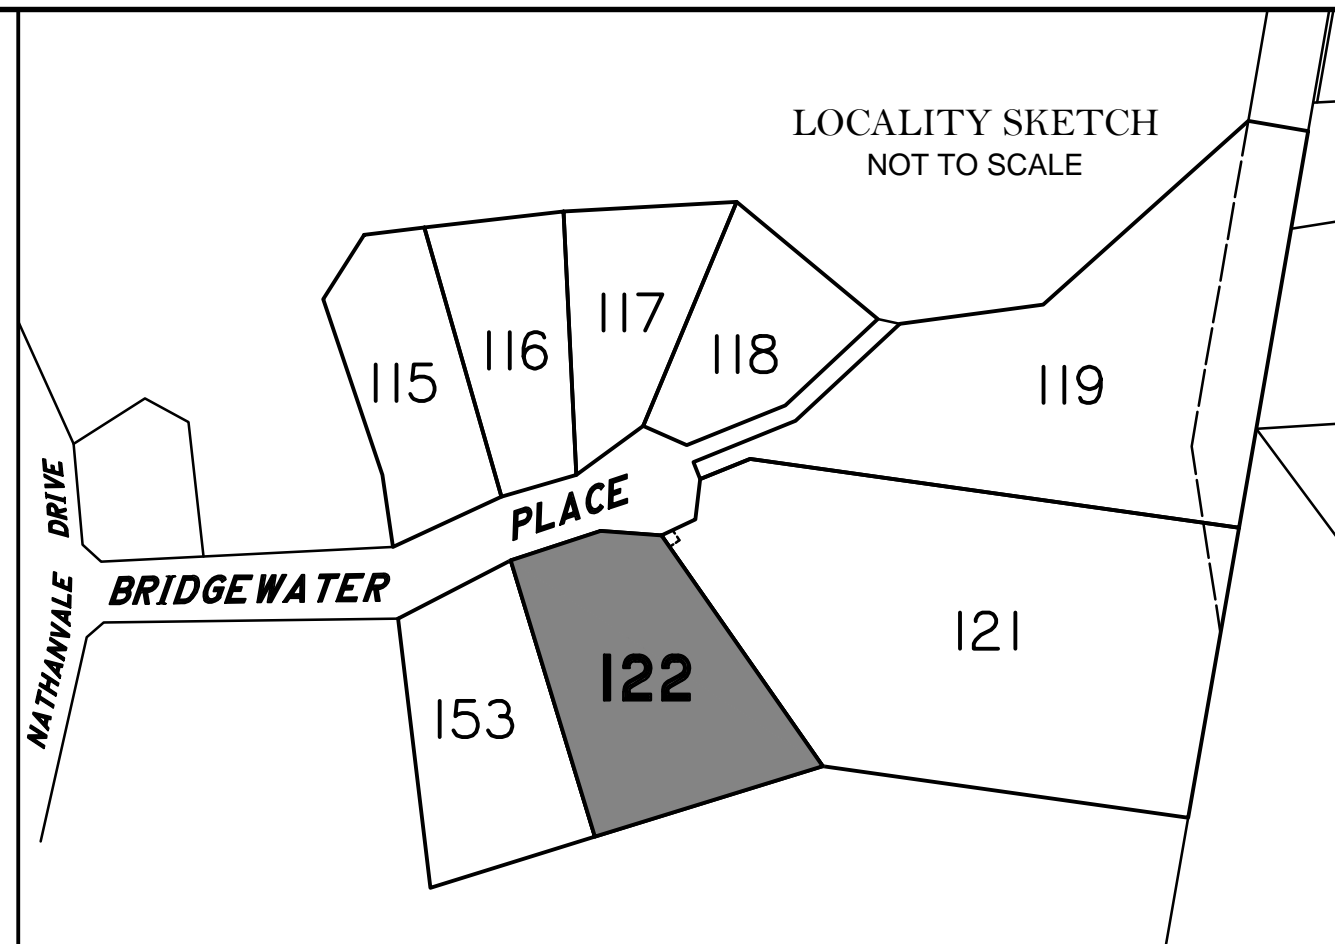 LOCALITY SKETCH
NOT TO SCALE
117
116
118
115
119
PLACE
BRIDGEWATER
NATHANVALE DRIVE
121
122
153